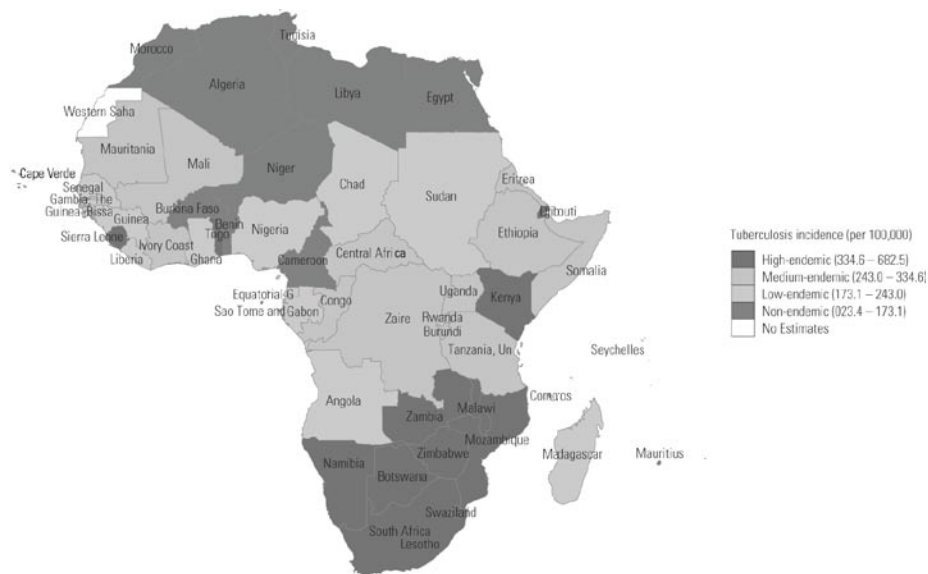 Tunisia
Morocco
Algeria
Libya
Egypt
Western Saha
Mauritania
Mali
Niger
Cape Verde
Chad
Sudan
Eritrea
Senegal
Gambia, The
Guinea-Bissa
Burkina Faso
Djibouti
Guinea
Benin
Togo
Nigeria
Ethiopia
Sierra Leone
Ivory Coast
Liberia
Ghana
Cameroon
Central Africa
Somalia
Equatorial-G
Sao Tome and Gabon
Congo
Uganda
Kenya
Zaire
Rwanda
Burundi
Tanzania, Un
Seychelles
Angola
Comoros
Zambia
Malawi
Mozambique
Zimbabwe
Madagascar
Mauritius
Namibia
Botswana
Swaziland
South Africa
Lesotho
Tuberculosis incidence (per 100,000)
High-endemic (334.6 – 682.5)
Medium-endemic (243.0 – 334.6)
Low-endemic (173.1 – 243.0)
Non-endemic (023.4 – 173.1)
No Estimates